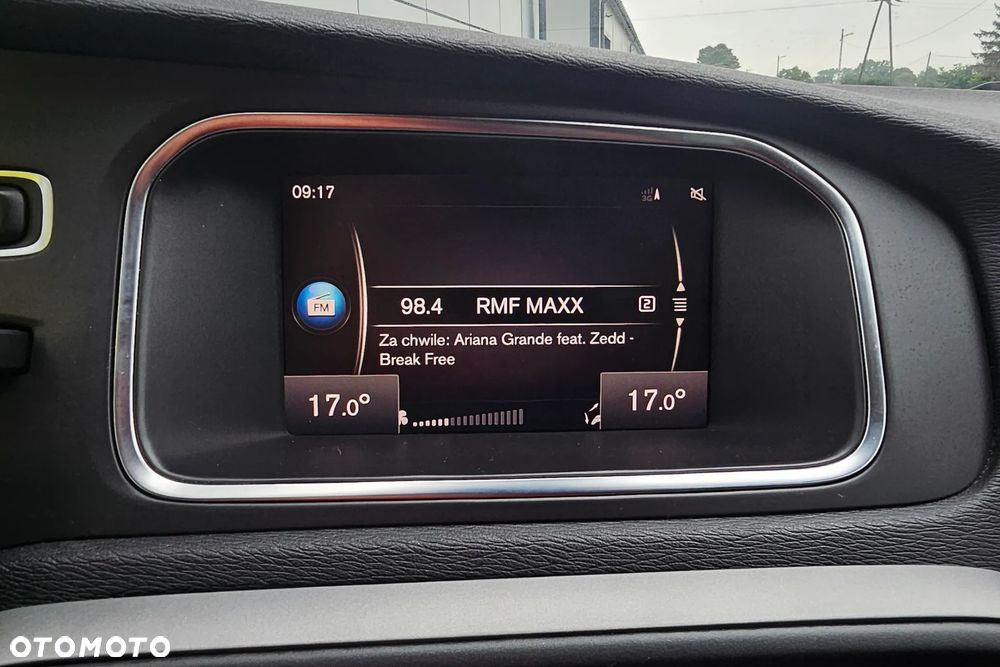 09:17
3G
FM
98.4 RMF MAXX 2
Za chwile: Ariana Grande feat. Zedd -
Break Free
17.0° 17.0°
OTOMOTO